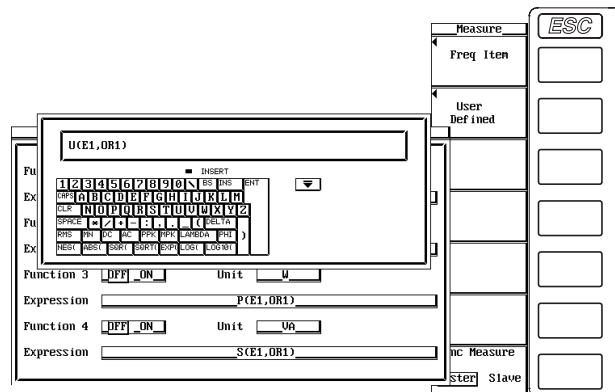 Measure
ESC
Freq Item
User
Defined
U(E1,OR1)
INSERT
1 2 3 4 5 6 7 8 9 0 \ BS INS ENT
CAPS A B C D E F G H I J K L M
CLR N O P Q R S T U V W X Y Z
SPACE * / + - : . , _ ( DELTA
RMS MN DC AC PPK MPK LAMBDA PHI )
NEG( ABS( SQR( SQRT( EXP( LOG( LOG10(
Fu
Ex
Fu
Ex
Function 3 OFF ON Unit W
Expression P(E1,OR1)
Function 4 OFF ON Unit VA
Expression S(E1,OR1)
nc Measure
ster Slave